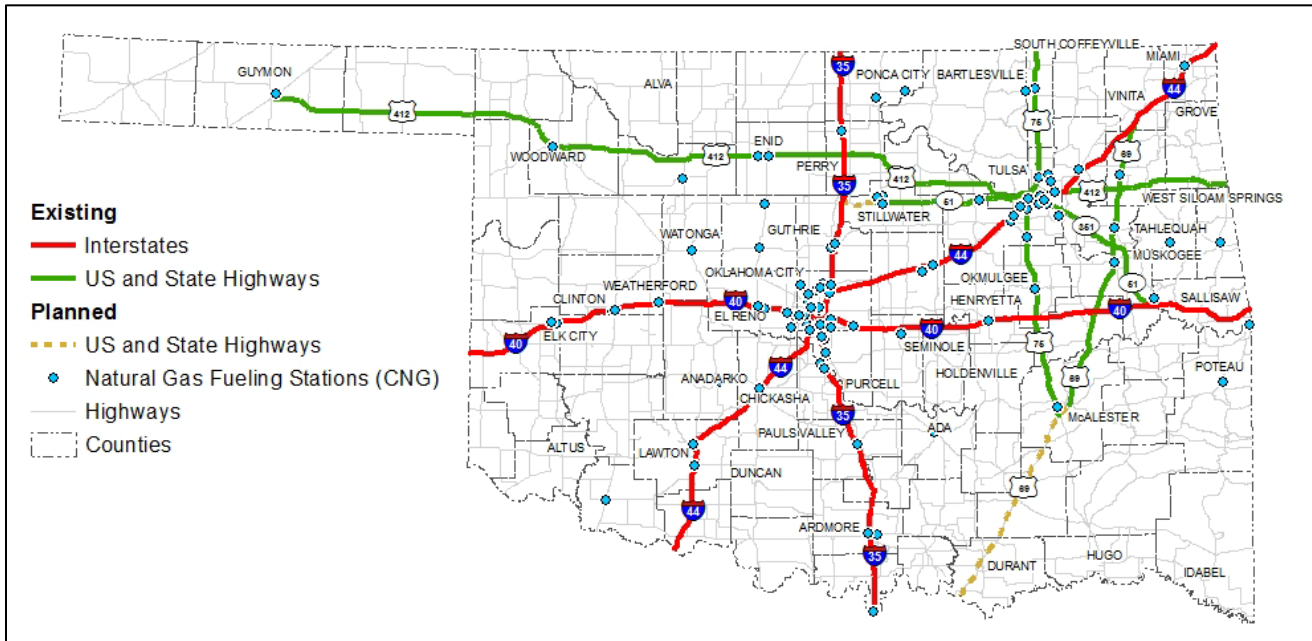 SOUTH COFFEYVILLE
MIAMI
GUYMON
ALVA
35
PONCA CITY
BARTLESVILLE
44
VINITA
GROVE
412
75
69
WOODWARD
412
ENID
PERRY
35
412
TULSA
412
WEST SILOAM SPRINGS
STILLWATER
51
351
TAHLEQUAH
MUSKOGEE
WATONGA
GUTHRIE
44
OKLAHOMA CITY
OKMULGEE
51
SALLISAW
WEATHERFORD
CLINTON
40
EL RENO
HENRYETTA
40
40
ELK CITY
40
SEMINOLE
75
HOLDENVILLE
POTEAU
44
ANADARKO
CHICKASHA
PURCELL
69
35
PAULS VALLEY
ADA
McALESTER
ALTUS
LAWTON
DUNCAN
69
44
ARDMORE
35
DURANT
HUGO
IDABEL
Existing
Interstates
US and State Highways
Planned
US and State Highways
Natural Gas Fueling Stations (CNG)
Highways
Counties